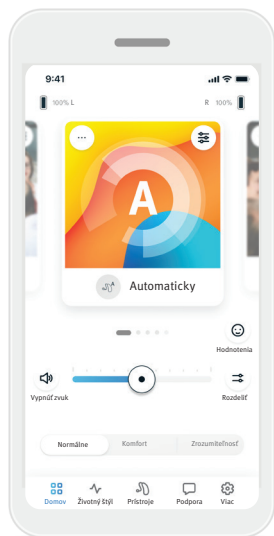 9:41
100% L
R 100%
A
A
Automaticky
Hodnotenia
Vypnúť zvuk
Rozdeliť
Normálne
Komfort
Zrozumiteľnosť
Domov
Životný štýl
Prístroje
Podpora
Viac